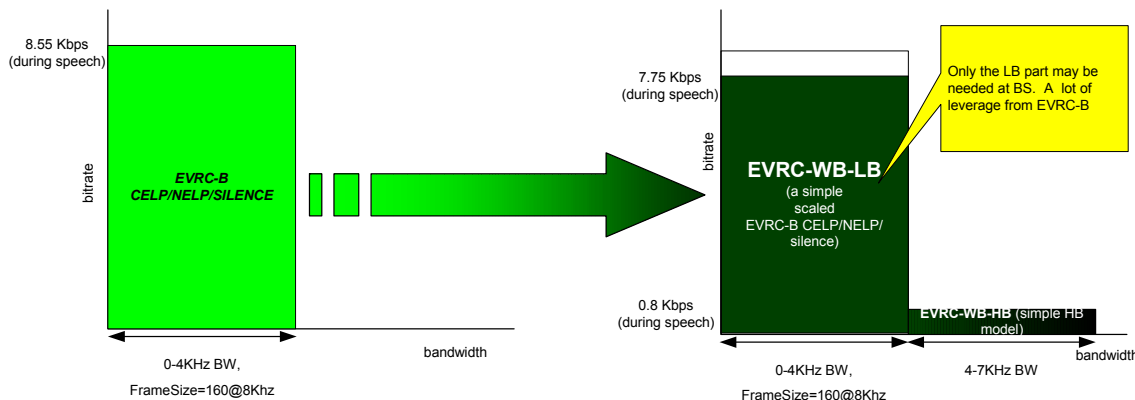 8.55 Kbps
(during speech)
bitrate
EVRC-B
CELP/NELP/SILENCE
bandwidth
0-4KHz BW,
FrameSize=160@8Khz
7.75 Kbps
(during speech)
bitrate
EVRC-WB-LB
(a simple
scaled
EVRC-B CELP/NELP/
silence)
Only the LB part may be
needed at BS. A lot of
leverage from EVRC-B
0.8 Kbps
(during speech)
EVRC-WB-HB (simple HB
model)
bandwidth
0-4KHz BW,
FrameSize=160@8Khz
4-7KHz BW